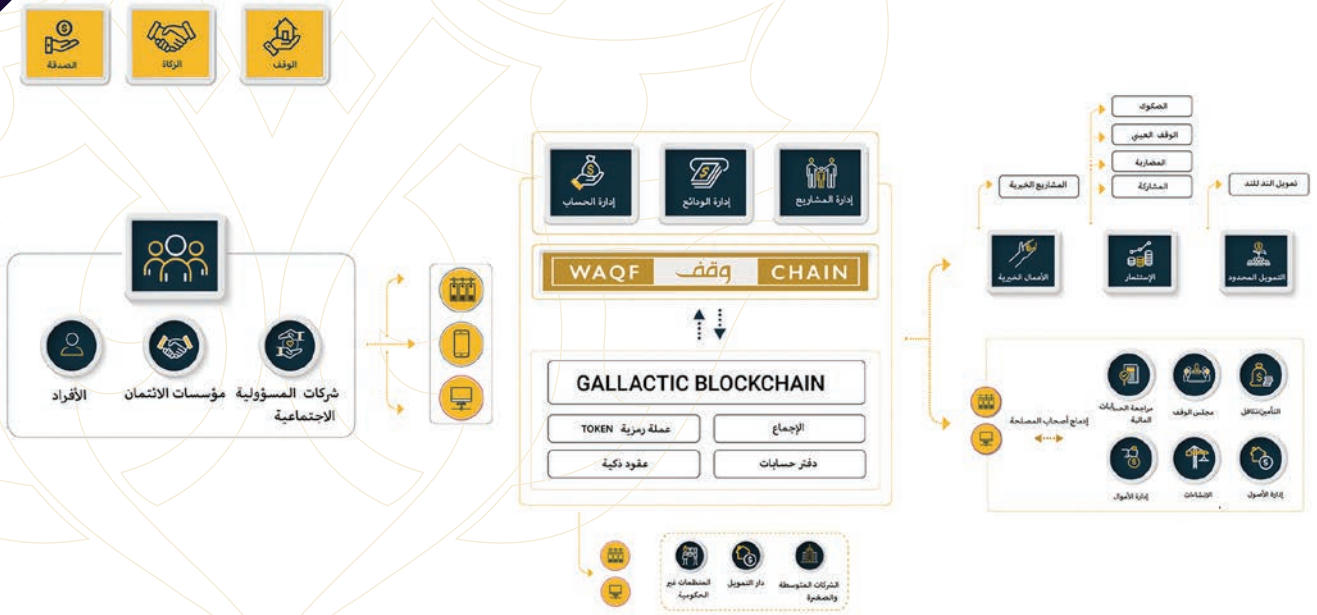 الوقف
الزكاة
الصدقة
شركات المسؤولية
الاجتماعية
مؤسسات الائتمان
الأفراد
إدارة المشاريع
إدارة الودائع
إدارة الحساب
WAQF وقف CHAIN
GALLACTIC BLOCKCHAIN
الإجماع
عملة رمزية TOKEN
دفتر حسابات
عقود ذكية
الشركات المتوسطة
والصغيرة
دار التمويل
المنظمات غير
الحكومية
الصكوك
الوقف العيني
المضاربة
المشاركة
تمويل الند للند
المشاريع الخيرية
التمويل المحدود
الإستثمار
الأعمال الخيرية
التأمين/تكافل
مجلس الوقف
مراجعة الحسابات
المالية
إدماج أصحاب المصلحة
إدارة الأصول
الإنشاءات
إدارة الأموال